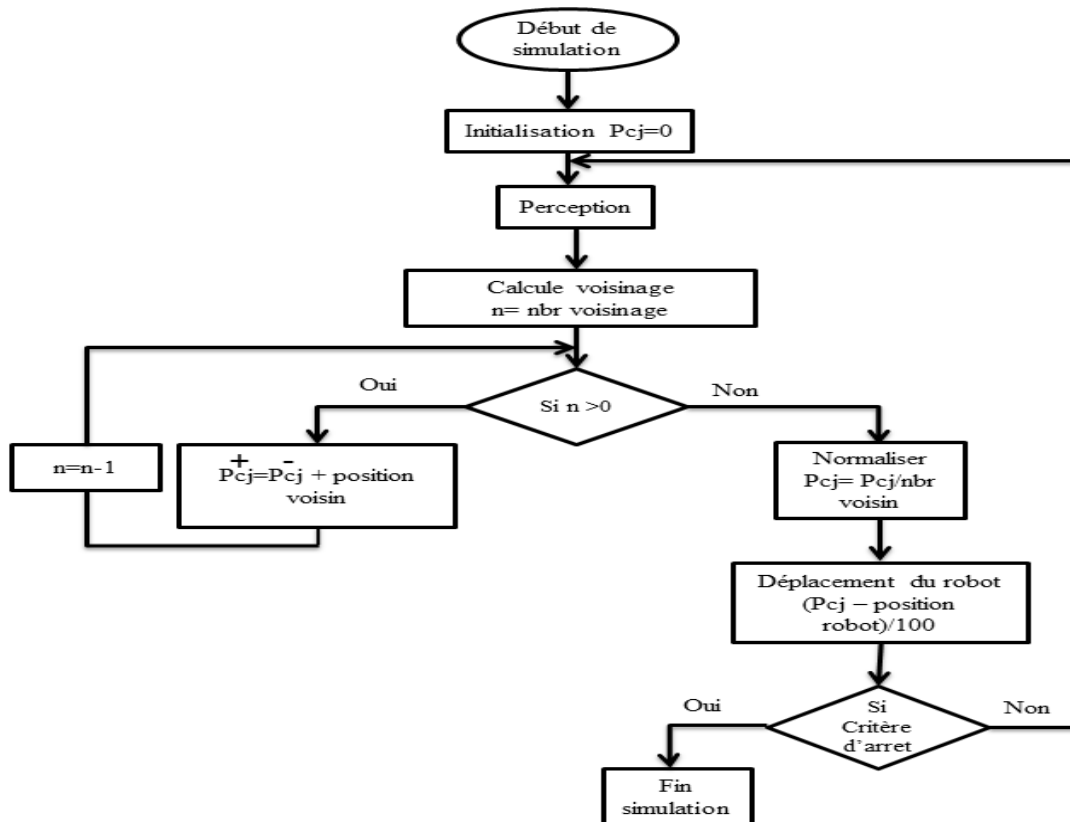 Début de
simulation
Initialisation Pcj=0
Perception
Calcule voisinage
n= nbr voisinage
Oui
Non
Si n >0
n=n-1
+ -
Pcj=Pcj + position
voisin
Normaliser
Pcj= Pcj/nbr
voisin
Déplacement du robot
(Pcj – position
robot)/100
Oui
Non
Si
Critère
d'arret
Fin
simulation